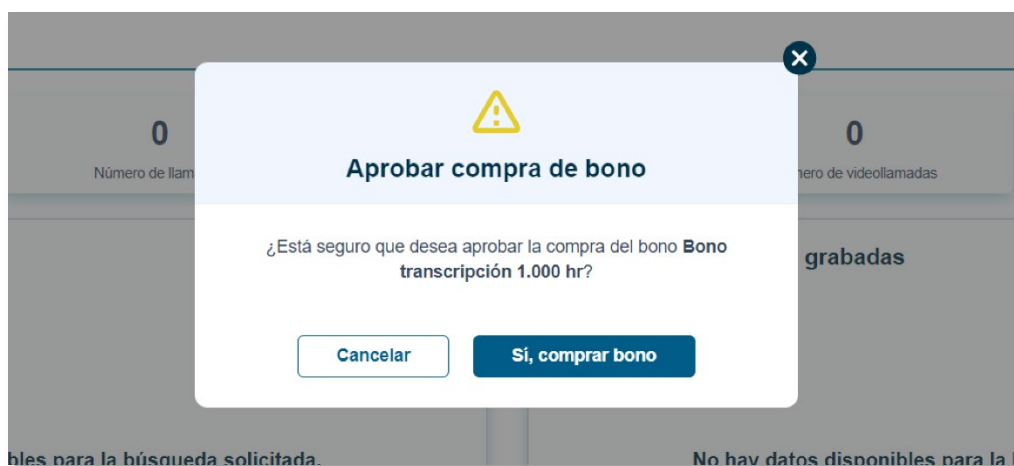 0
Número de llam
Aprobar compra de bono
0
nero de videollamadas
¿Está seguro que desea aprobar la compra del bono Bono
transcripción 1.000 hr?
grabadas
Cancelar
Sí, comprar bono
bles para la búsqueda solicitada.
No hay datos disponibles para la